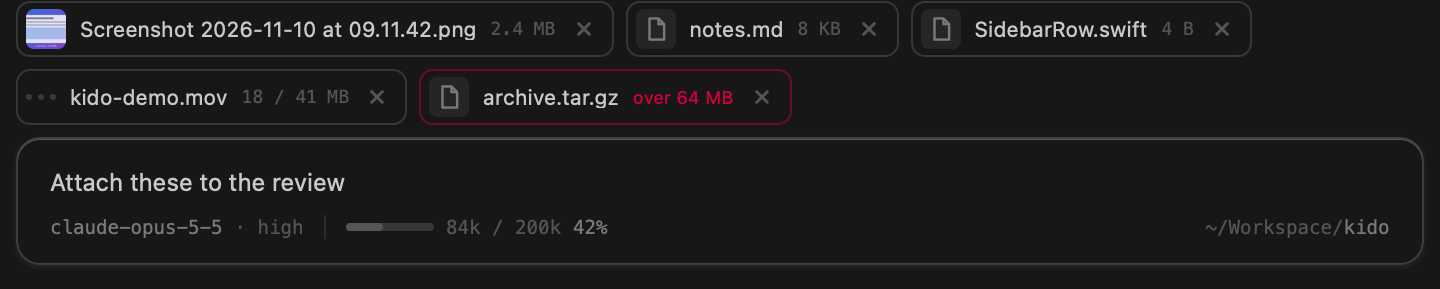 Screenshot 2026-11-10 at 09.11.42.png 2.4 MB notes.md 8 KB SidebarRow.swift 4 B
kido-demo.mov 18 / 41 MB archive.tar.gz over 64 MB
Attach these to the review
claude-opus-5-5 · high 84k / 200k 42% ~/Workspace/kido